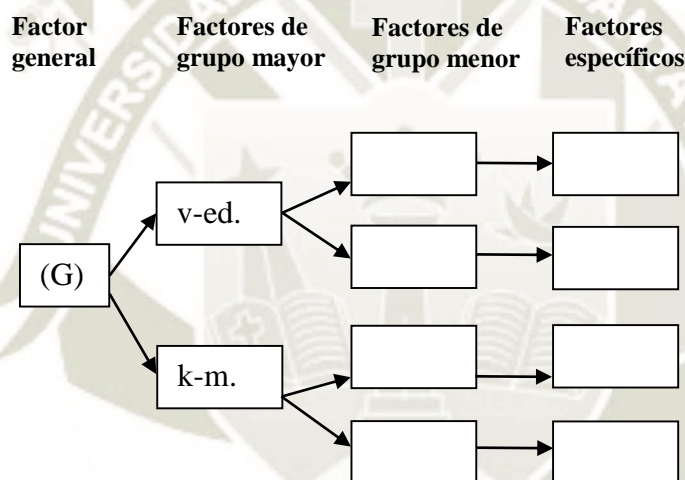 Factor
general
Factores de
grupo mayor
Factores de
grupo menor
Factores
específicos
(G)
v-ed.
k-m.